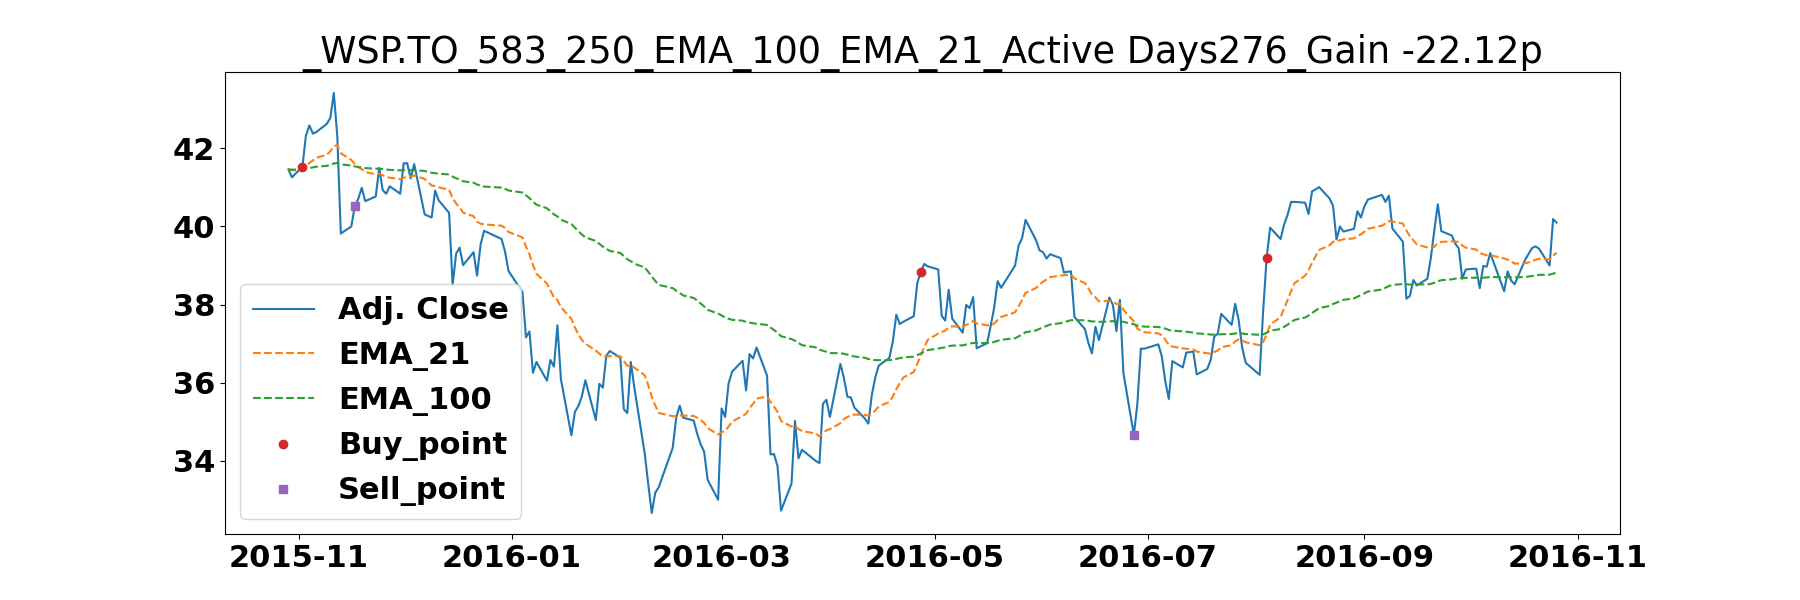 _WSP.TO_583_250_EMA_100_EMA_21_Active Days276_Gain -22.12p
42
40
38
36
34
Adj. Close
EMA_21
EMA_100
Buy_point
Sell_point
2015-11 2016-01 2016-03 2016-05 2016-07 2016-09 2016-11